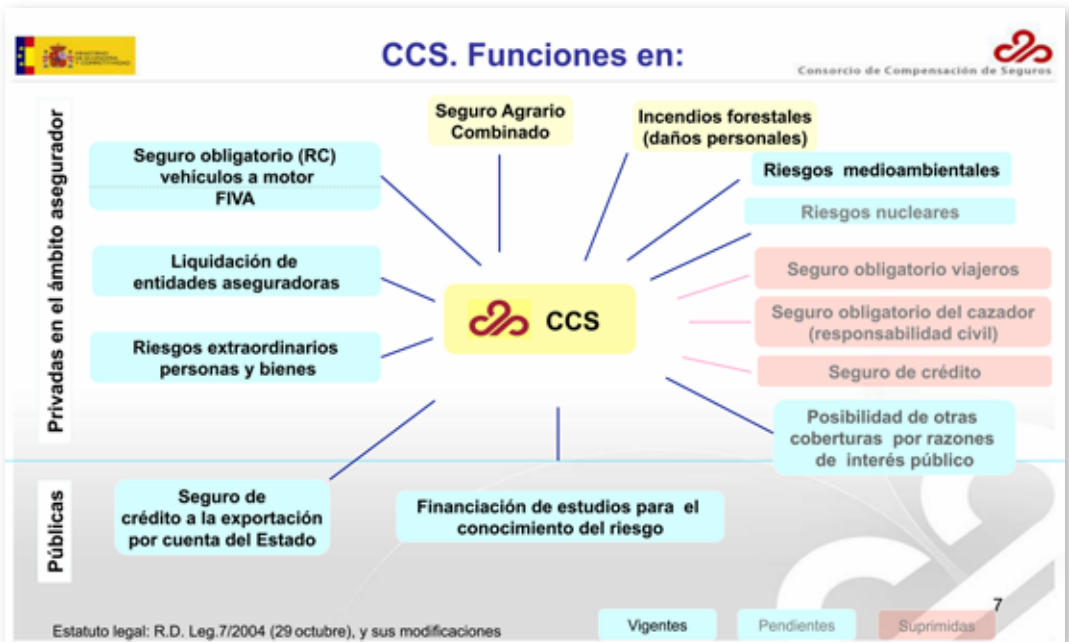 CCS. Funciones en:
MINISTERIO
DE ECONOMÍA
Y COMPETITIVIDAD
Consorcio de Compensación de Seguros
Privadas en el ámbito asegurador
Seguro Agrario
Combinado
Incendios forestales
(daños personales)
Seguro obligatorio (RC)
vehículos a motor
FIVA
Riesgos medioambientales
Riesgos nucleares
Liquidación de
entidades aseguradoras
Seguro obligatorio viajeros
CCS
Seguro obligatorio del cazador
(responsabilidad civil)
Riesgos extraordinarios
personas y bienes
Seguro de crédito
Posibilidad de otras
coberturas por razones
de interés público
Públicas
Seguro de
crédito a la exportación
por cuenta del Estado
Financiación de estudios para el
conocimiento del riesgo
7
Estatuto legal: R.D. Leg.7/2004 (29 octubre), y sus modificaciones
Vigentes
Pendientes
Suprimidas